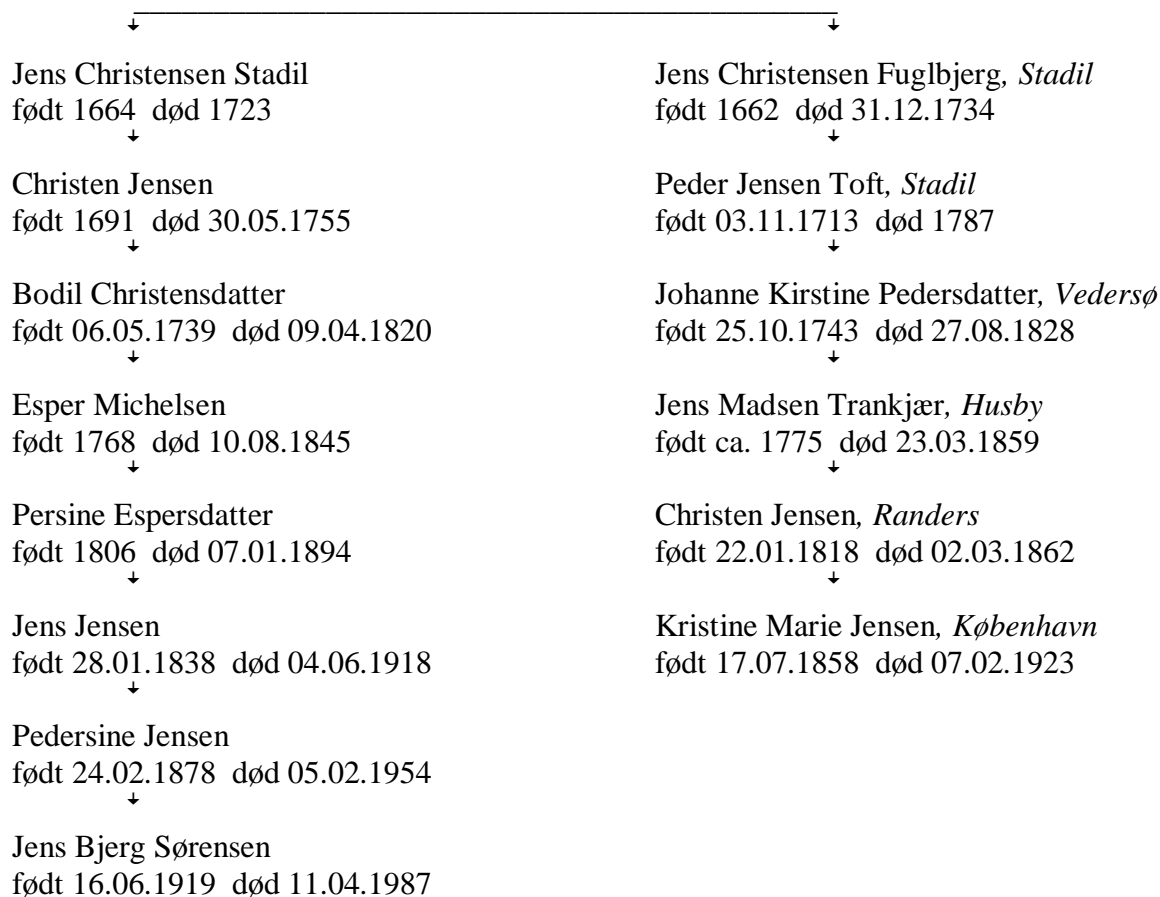 Jens Christensen Stadil
født 1664 død 1723
Christen Jensen
født 1691 død 30.05.1755
Bodil Christensdatter
født 06.05.1739 død 09.04.1820
Esper Michelsen
født 1768 død 10.08.1845
Persine Espersdatter
født 1806 død 07.01.1894
Jens Jensen
født 28.01.1838 død 04.06.1918
Pedersine Jensen
født 24.02.1878 død 05.02.1954
Jens Bjerg Sørensen
født 16.06.1919 død 11.04.1987
Jens Christensen Fuglbjerg, Stadil
født 1662 død 31.12.1734
Peder Jensen Toft, Stadil
født 03.11.1713 død 1787
Johanne Kirstine Pedersdatter, Vedersø
født 25.10.1743 død 27.08.1828
Jens Madsen Trankjær, Husby
født ca. 1775 død 23.03.1859
Christen Jensen, Randers
født 22.01.1818 død 02.03.1862
Kristine Marie Jensen, København
født 17.07.1858 død 07.02.1923